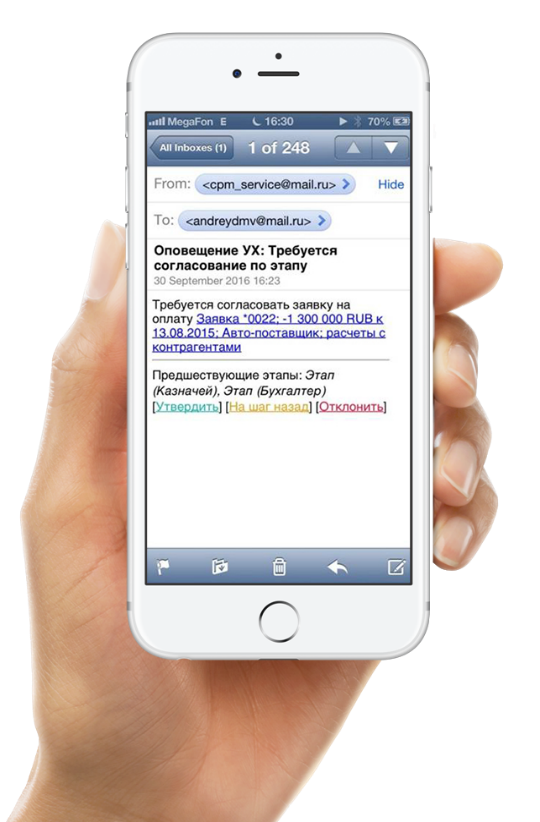 MegaFon E 16:30 70%
All Inboxes (1) 1 of 248
From: <cpm_service@mail.ru> Hide
To: <andreydmv@mail.ru>
Оповещение УХ: Требуется
согласование по этапу
30 September 2016 16:23
Требуется согласовать заявку на
оплату Заявка *0022; -1 300 000 RUB к
13.08.2015; Авто-поставщик; расчеты с
контрагентами
Предшествующие этапы: Этап
(Казначей), Этап (Бухгалтер)
[Утвердить] [На шаг назад] [Отклонить]